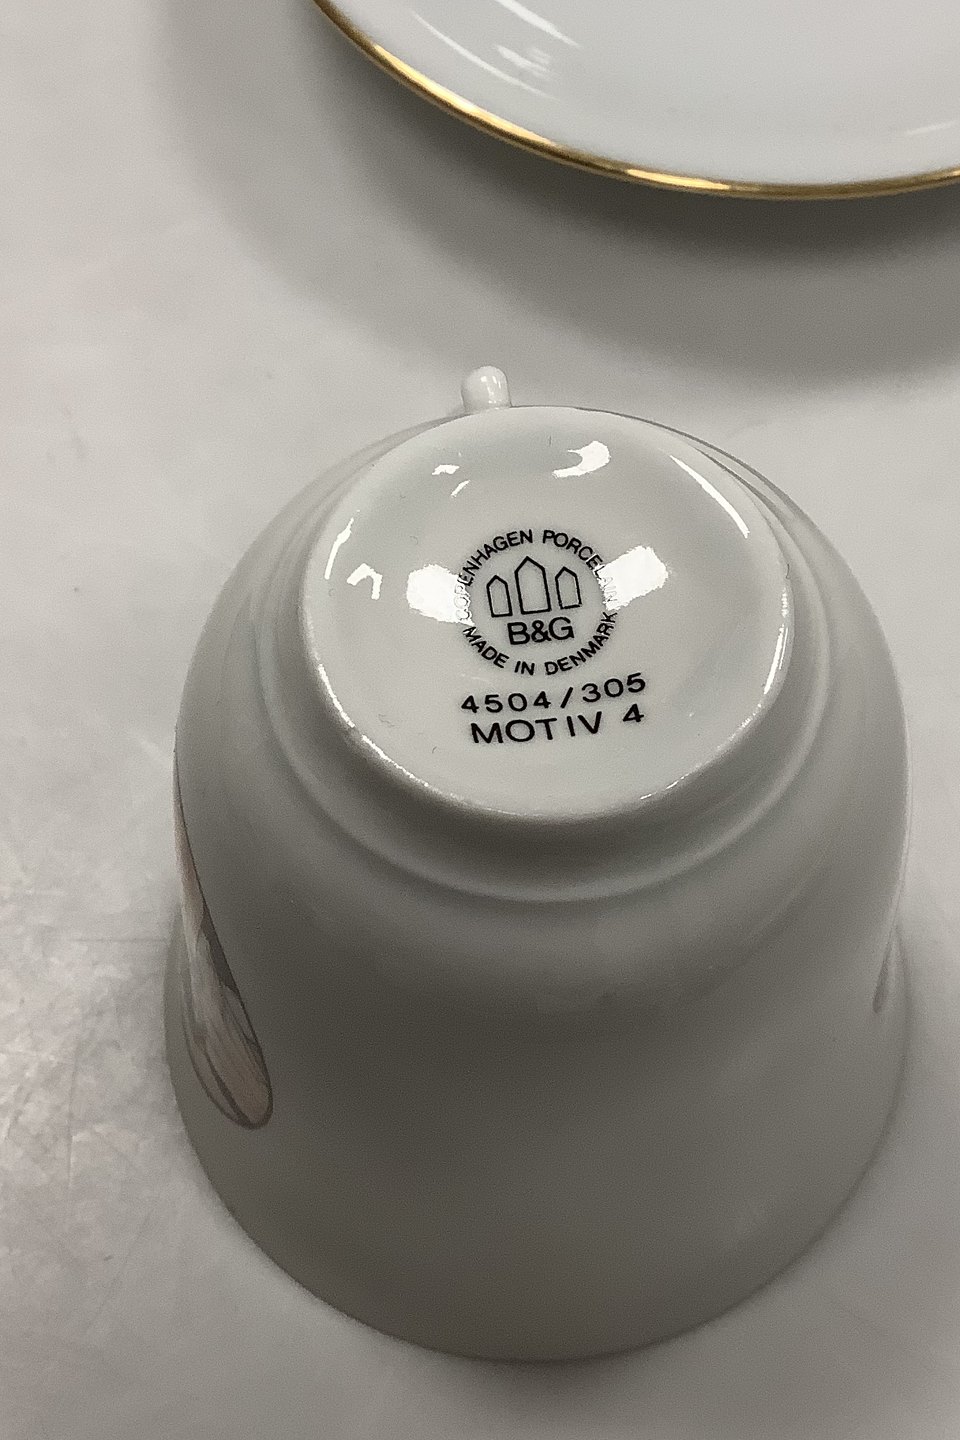 COPENHAGEN PORCELAIN
B&G
MADE IN DENMARK
4504/305
MOTIV 4